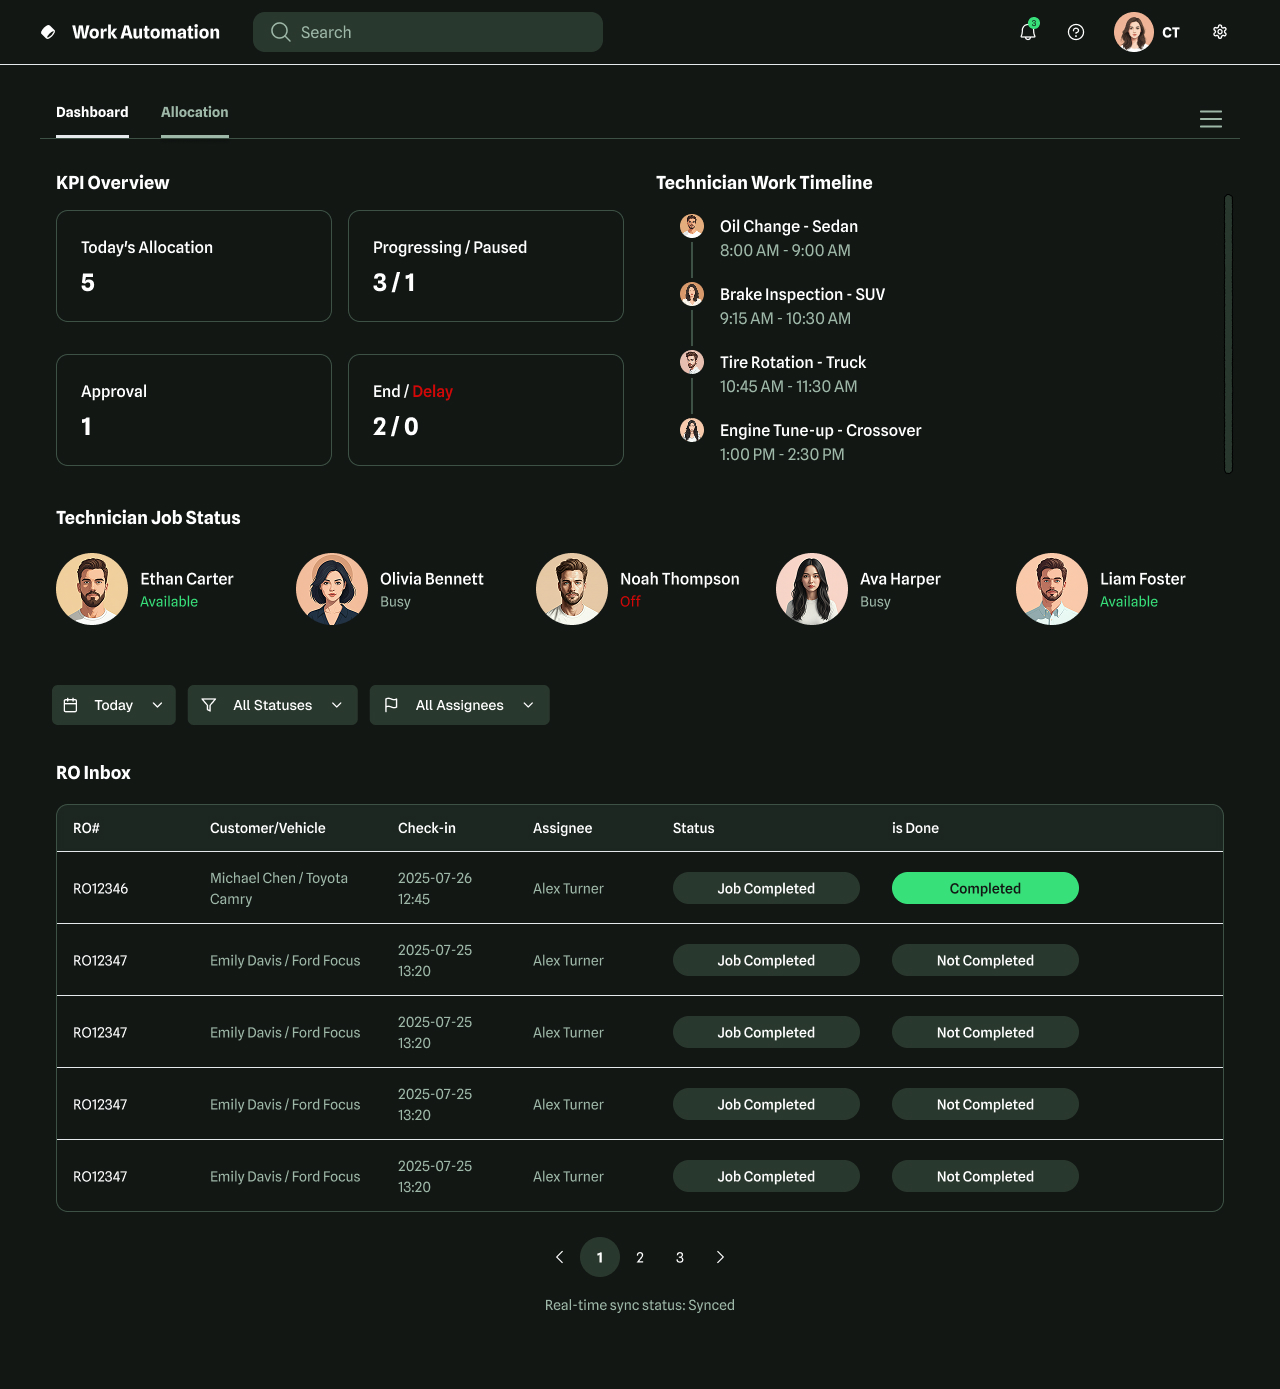 Work Automation
Search
3
CT
Dashboard
Allocation
KPI Overview
Today's Allocation
5
Progressing / Paused
3 / 1
Approval
1
End / Delay
2 / 0
Technician Work Timeline
Oil Change - Sedan
8:00 AM - 9:00 AM
Brake Inspection - SUV
9:15 AM - 10:30 AM
Tire Rotation - Truck
10:45 AM - 11:30 AM
Engine Tune-up - Crossover
1:00 PM - 2:30 PM
Technician Job Status
Ethan Carter
Available
Olivia Bennett
Busy
Noah Thompson
Off
Ava Harper
Busy
Liam Foster
Available
Today
All Statuses
All Assignees
RO Inbox
RO# Customer/Vehicle Check-in Assignee Status is Done
RO12346 Michael Chen / Toyota Camry 2025-07-26 12:45 Alex Turner Job Completed Completed
RO12347 Emily Davis / Ford Focus 2025-07-25 13:20 Alex Turner Job Completed Not Completed
RO12347 Emily Davis / Ford Focus 2025-07-25 13:20 Alex Turner Job Completed Not Completed
RO12347 Emily Davis / Ford Focus 2025-07-25 13:20 Alex Turner Job Completed Not Completed
RO12347 Emily Davis / Ford Focus 2025-07-25 13:20 Alex Turner Job Completed Not Completed
1 2 3
Real-time sync status: Synced